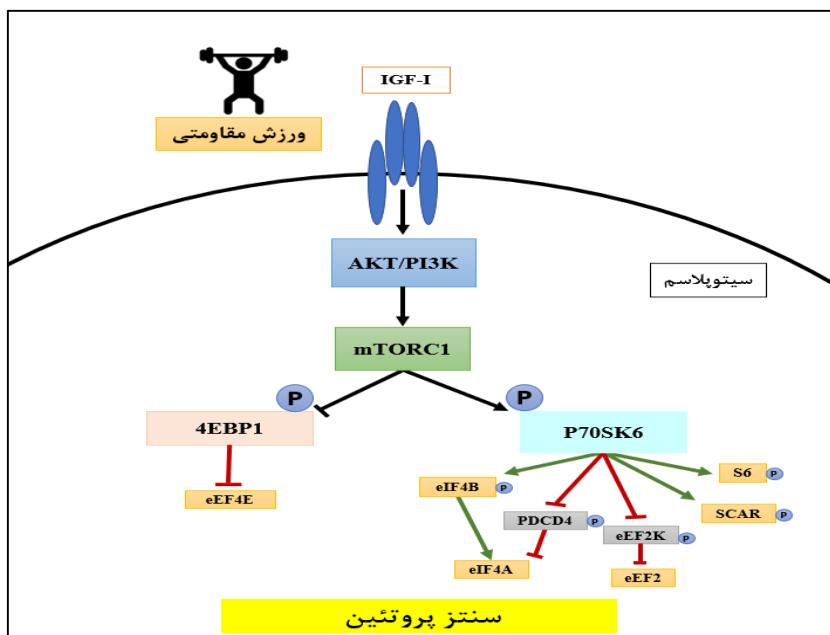 IGF-I
ورزش مقاومتی
AKT/PI3K
سیتوپلاسم
mTORC1
P
P
4EBP1
P70SK6
S6
P
eIF4B
P
eEF4E
SCAR
P
PDCD4
P
eEF2K
P
eIF4A
eEF2
سنتز پروتئین